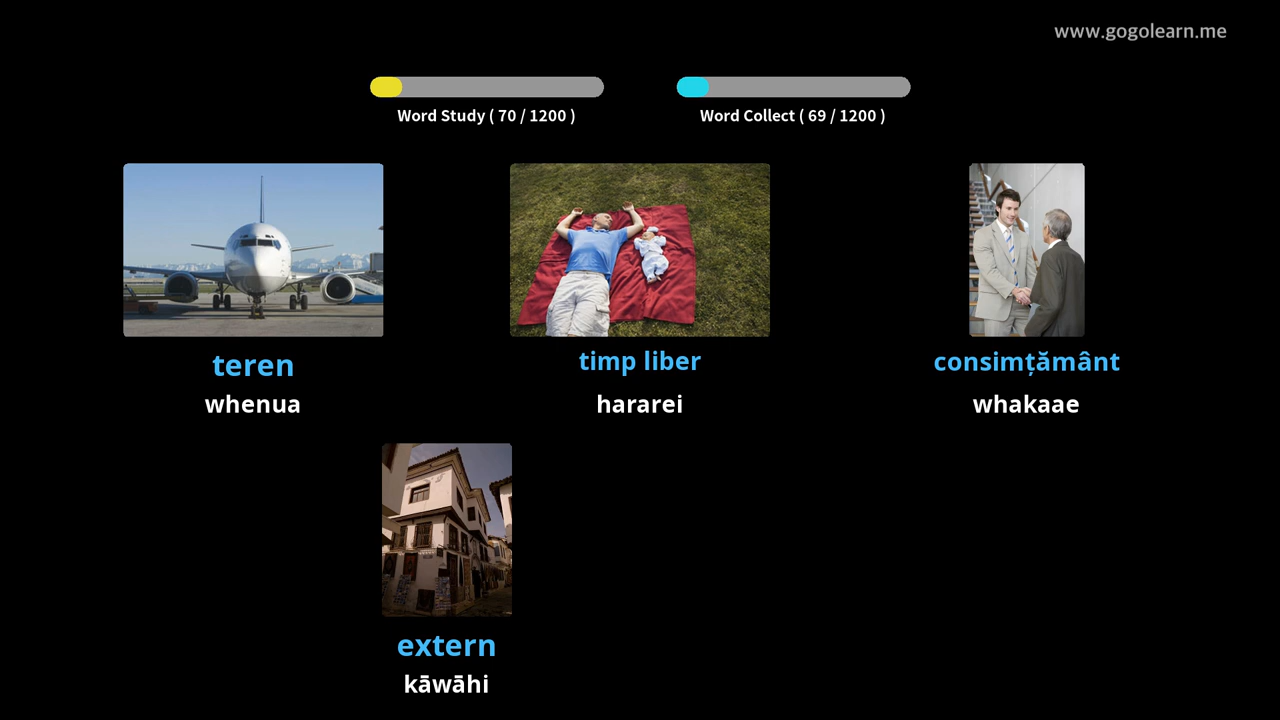 www.gogolearn.me
Word Study ( 70 / 1200 )
Word Collect ( 69 / 1200 )
teren
whenua
timp liber
hararei
consimțământ
whakaae
extern
kāwāhi